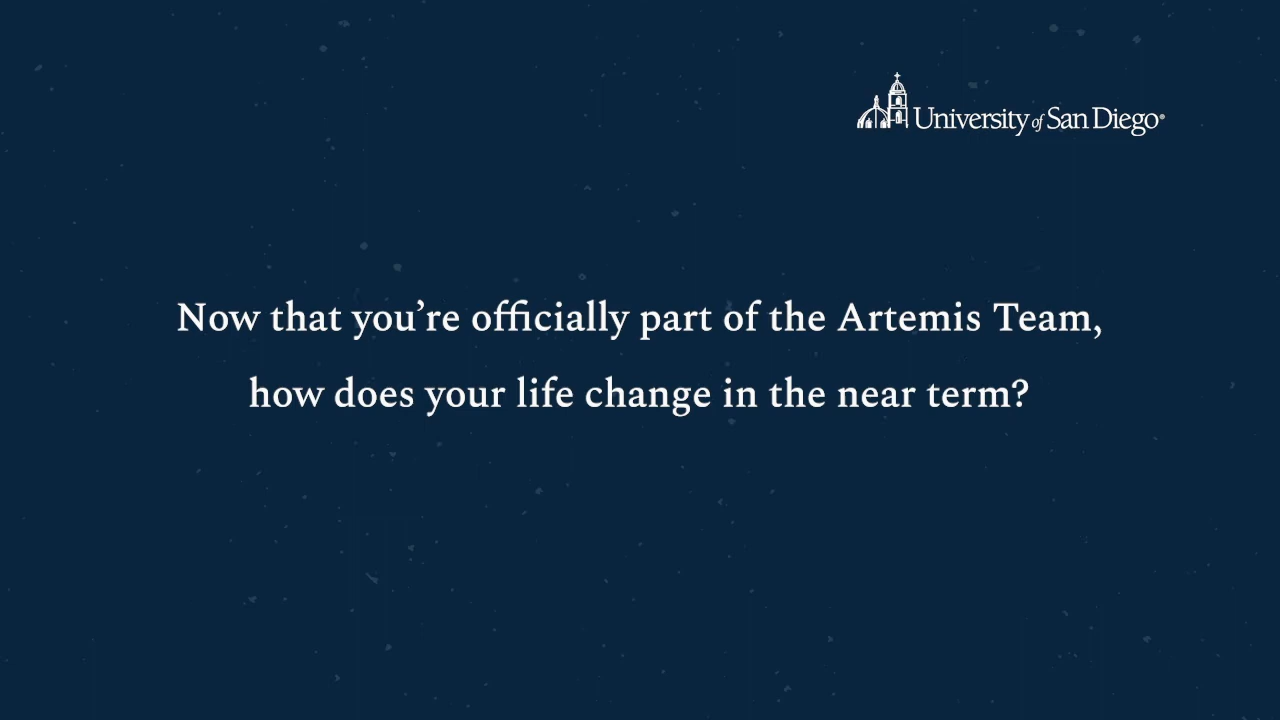 University of San Diego®
Now that you’re officially part of the Artemis Team,
how does your life change in the near term?